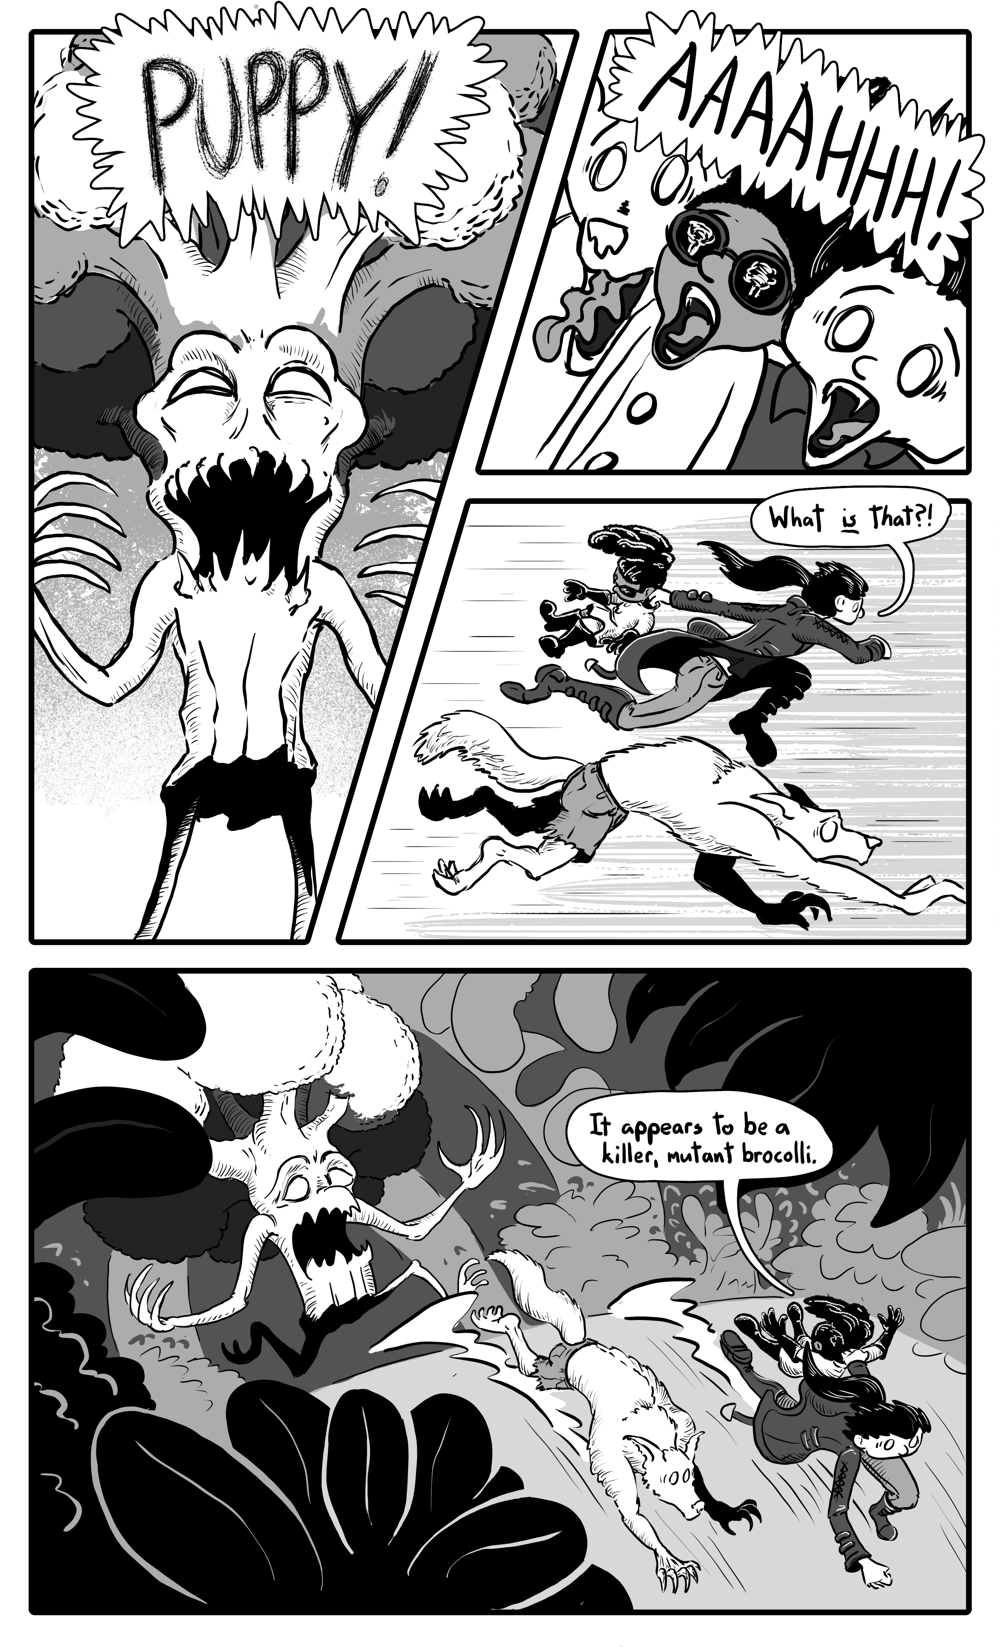 PUPPY!
AAAAHHH!
What is that?!
It appears to be a
killer, mutant brocolli.